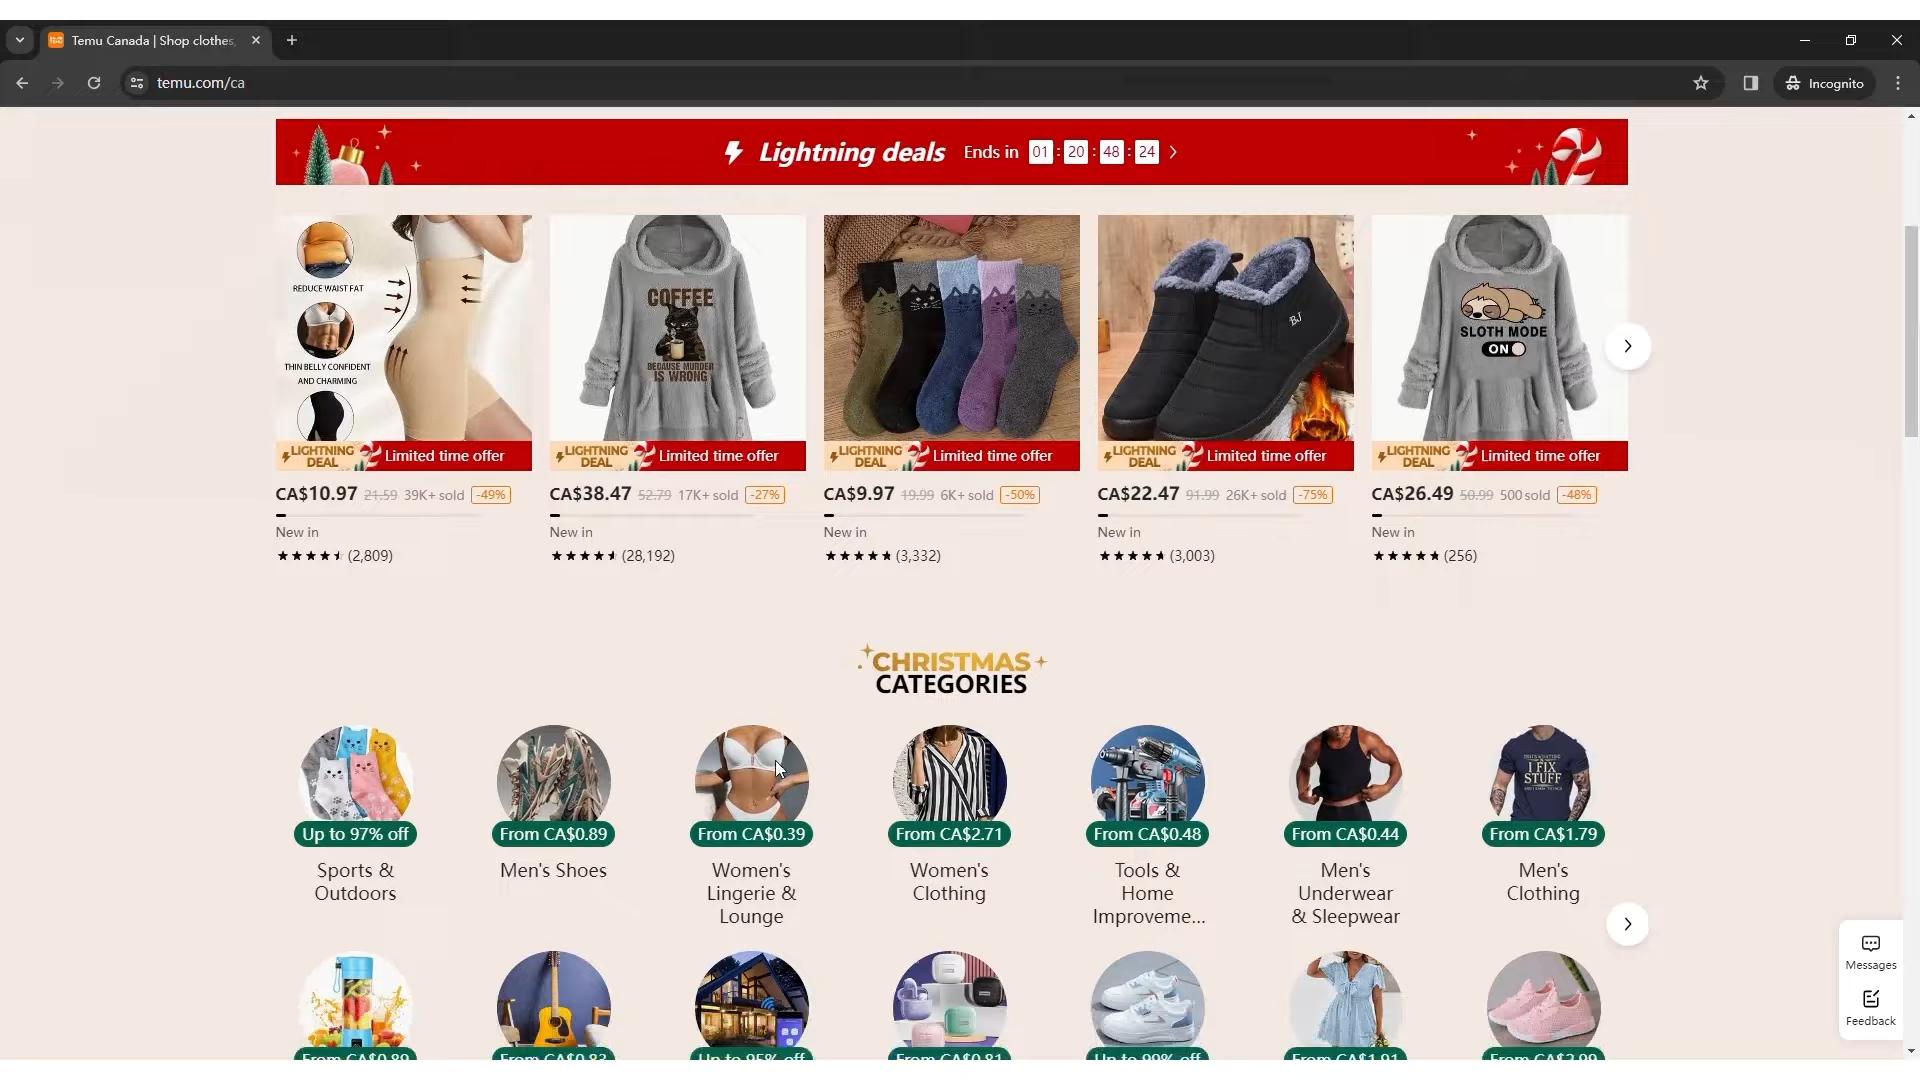 Temu Canada | Shop clothes,
temu.com/ca
Incognito
Lightning deals Ends in 01 : 20 : 48 : 24
REDUCE WAIST FAT
THIN BELLY CONFIDENT
AND CHARMING
COFFEE
BECAUSE MURDER
IS WRONG
BJ
SLOTH MODE
ON
LIGHTNING
DEAL
Limited time offer
LIGHTNING
DEAL
Limited time offer
LIGHTNING
DEAL
Limited time offer
LIGHTNING
DEAL
Limited time offer
LIGHTNING
DEAL
Limited time offer
CA$10.97 21.59 39K+ sold -49%
CA$38.47 52.79 17K+ sold -27%
CA$9.97 19.99 6K+ sold -50%
CA$22.47 91.99 26K+ sold -75%
CA$26.49 50.99 500 sold -48%
New in
New in
New in
New in
New in
(2,809)
(28,192)
(3,332)
(3,003)
(256)
CHRISTMAS
CATEGORIES
I FIX
STUFF
Up to 97% off
From CA$0.89
From CA$0.39
From CA$2.71
From CA$0.48
From CA$0.44
From CA$1.79
Sports &
Outdoors
Men's Shoes
Women's
Lingerie &
Lounge
Women's
Clothing
Tools &
Home
Improveme...
Men's
Underwear
& Sleepwear
Men's
Clothing
Messages
Feedback
From CA$0.89
From CA$0.83
Up to 95% off
From CA$0.81
Up to 99% off
From CA$1.91
From CA$2.99